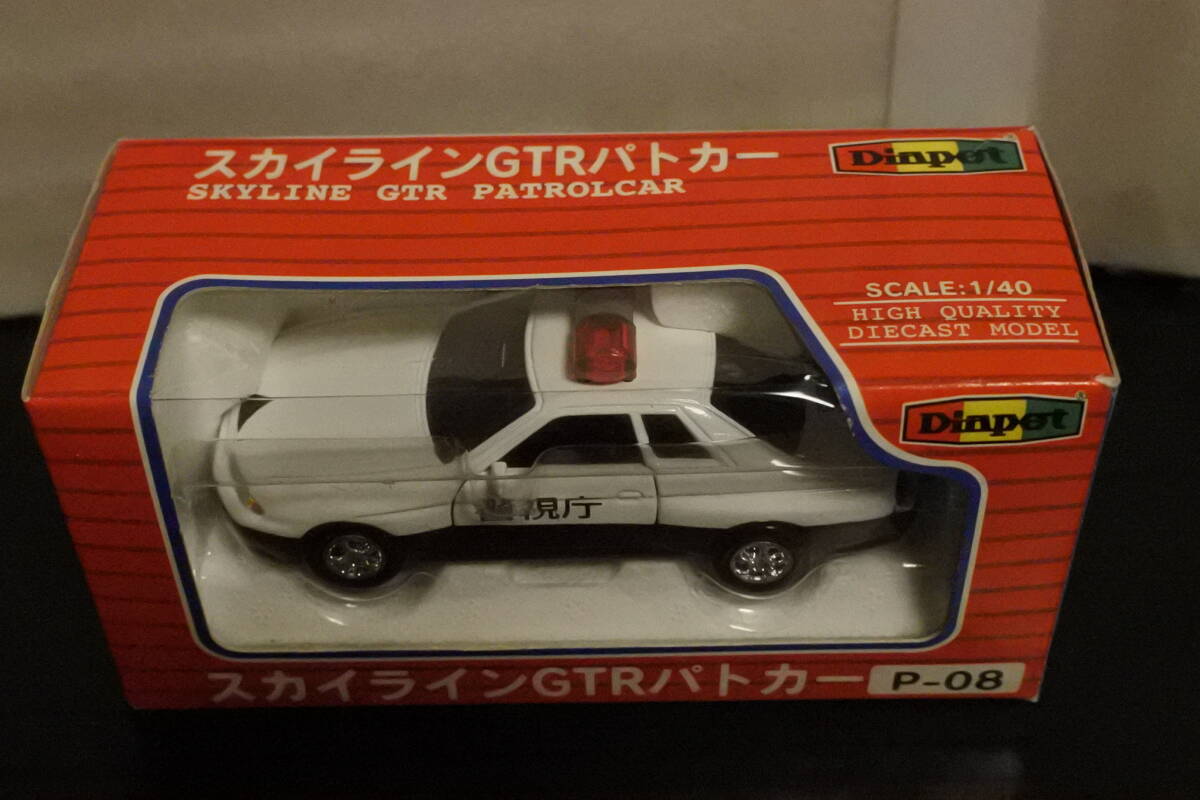 スカイラインGTRパトカー
SKYLINE GTR PATROLCAR
Dinpot
SCALE:1/40
HIGH QUALITY
DIECAST MODEL
Dinpot
視庁
スカイラインGTRパトカー
P-08